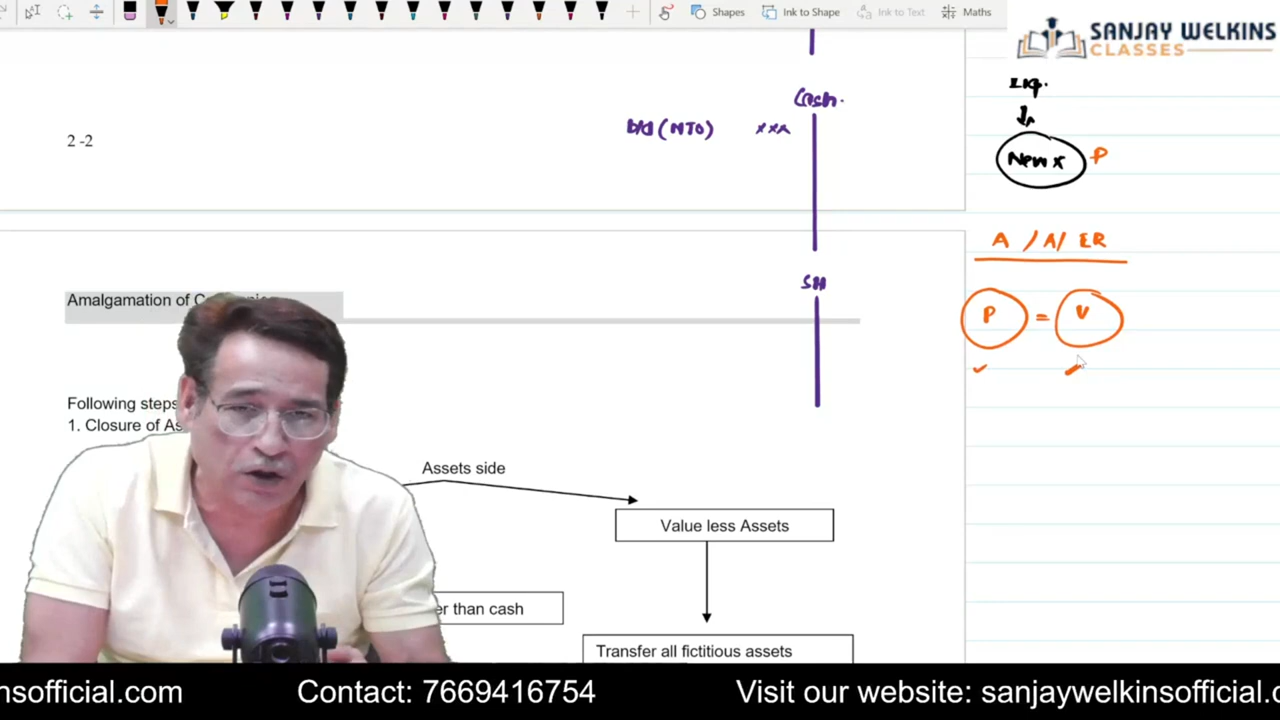 Shapes
Ink to Shape
Ink to Text
Maths
SANJAY WELKINS
CLASSES
Liq.
Cash.
b/d (NTO) xxx
2 -2
New x P
A / A / ER
SH
Amalgamation of
P = V
Following steps
1. Closure of As
Assets side
Value less Assets
er than cash
Transfer all fictitious assets
nsofficial.com Contact: 7669416754 Visit our website: sanjaywelkinsofficial.c